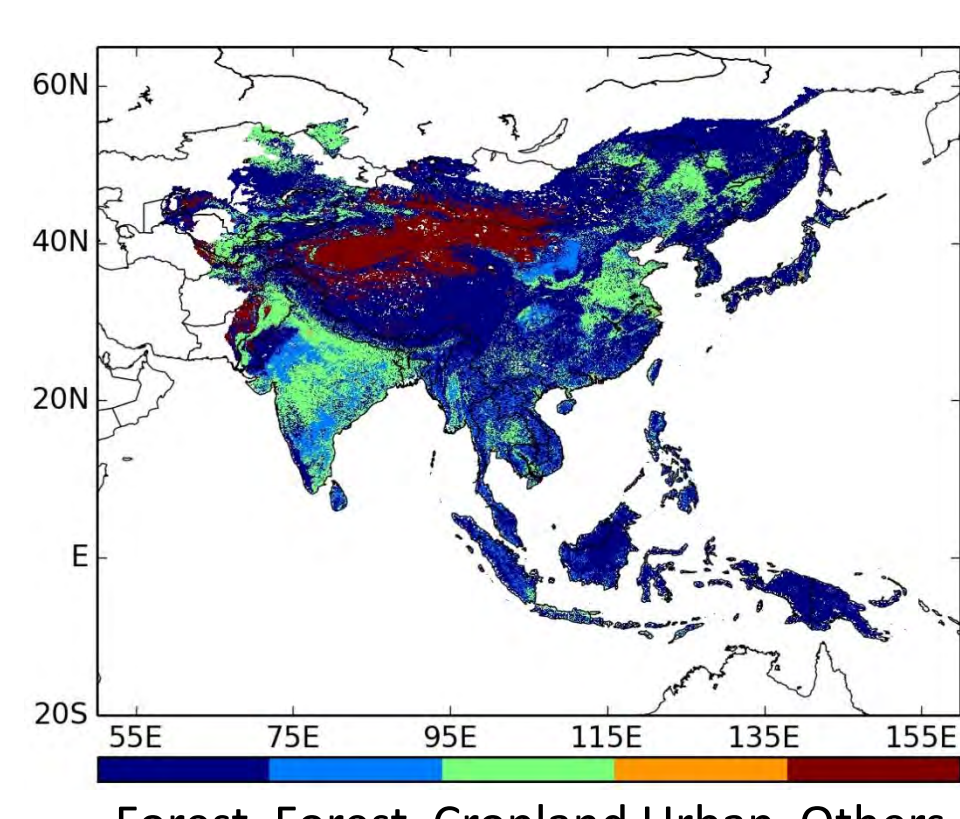 60N
40N
20N
E
20S
55E 75E 95E 115E 135E 155E
Forest Forest Cropland Urban Others